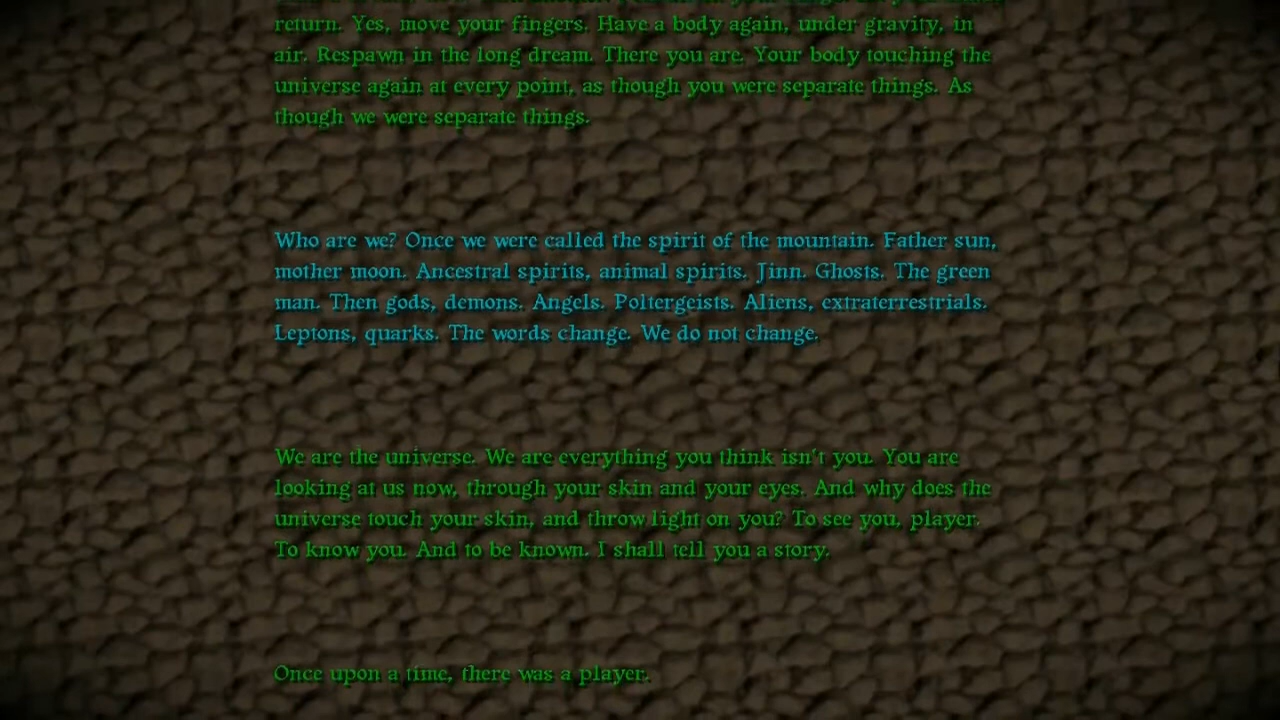 return. Yes, move your fingers. Have a body again, under gravity, in
air. Respawn in the long dream. There you are. Your body touching the
universe again at every point, as though you were separate things. As
though we were separate things.
Who are we? Once we were called the spirit of the mountain. Father sun,
mother moon. Ancestral spirits, animal spirits. Jinn. Ghosts. The green
man. Then gods, demons. Angels. Poltergeists. Aliens, extraterrestrials.
Leptons, quarks. The words change. We do not change.
We are the universe. We are everything you think isn't you. You are
looking at us now, through your skin and your eyes. And why does the
universe touch your skin, and throw light on you? To see you, player.
To know you. And to be known. I shall tell you a story.
Once upon a time, there was a player.